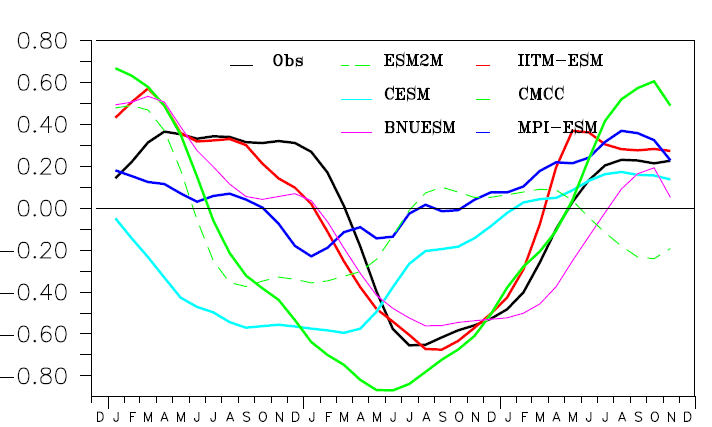 0.80
Obs ESM2M IITM-ESM
0.60
CESM CMCC
0.40
BNUESM MPI-ESM
0.20
0.00
-0.20
-0.40
-0.60
-0.80
D J F M A M J J A S O N D J F M A M J J A S O N D J F M A M J J A S O N D